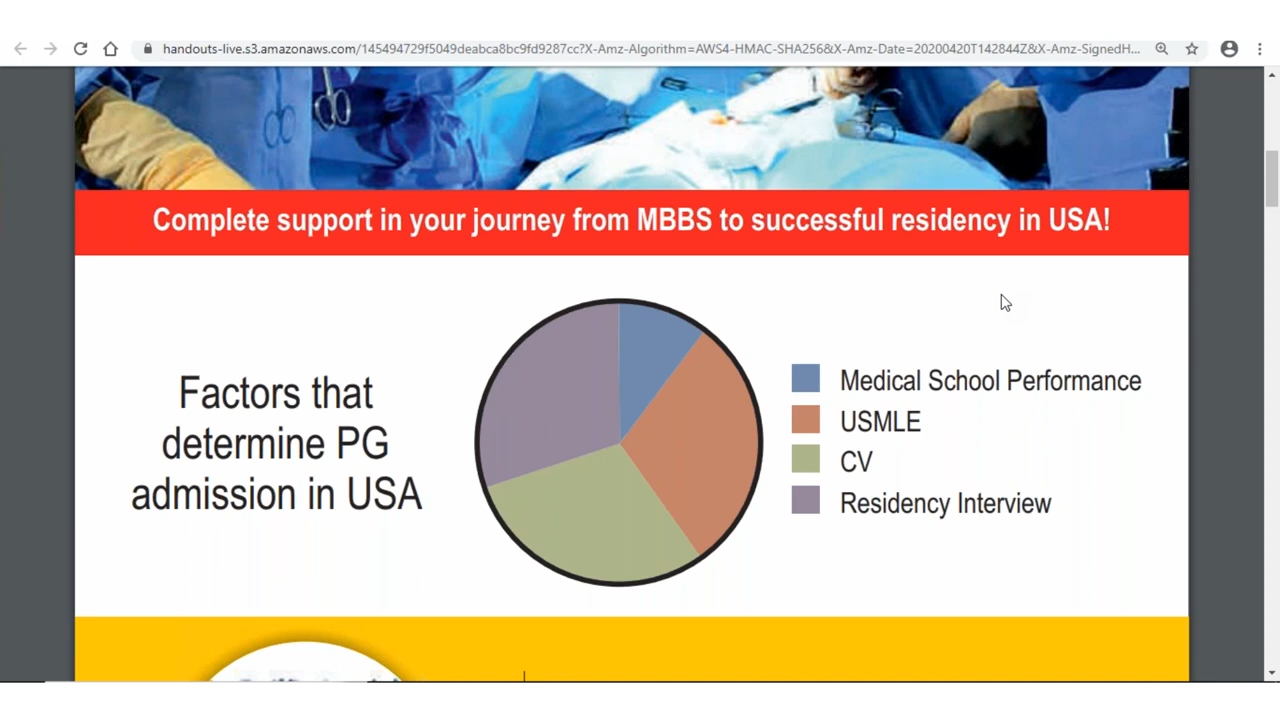 handouts-live.s3.amazonaws.com/145494729f5049deabca8bc9fd9287cc?X-Amz-Algorithm=AWS4-HMAC-SHA256&X-Amz-Date=20200420T142844Z&X-Amz-SignedH...
Complete support in your journey from MBBS to successful residency in USA!
Factors that
determine PG
admission in USA
Medical School Performance
USMLE
CV
Residency Interview